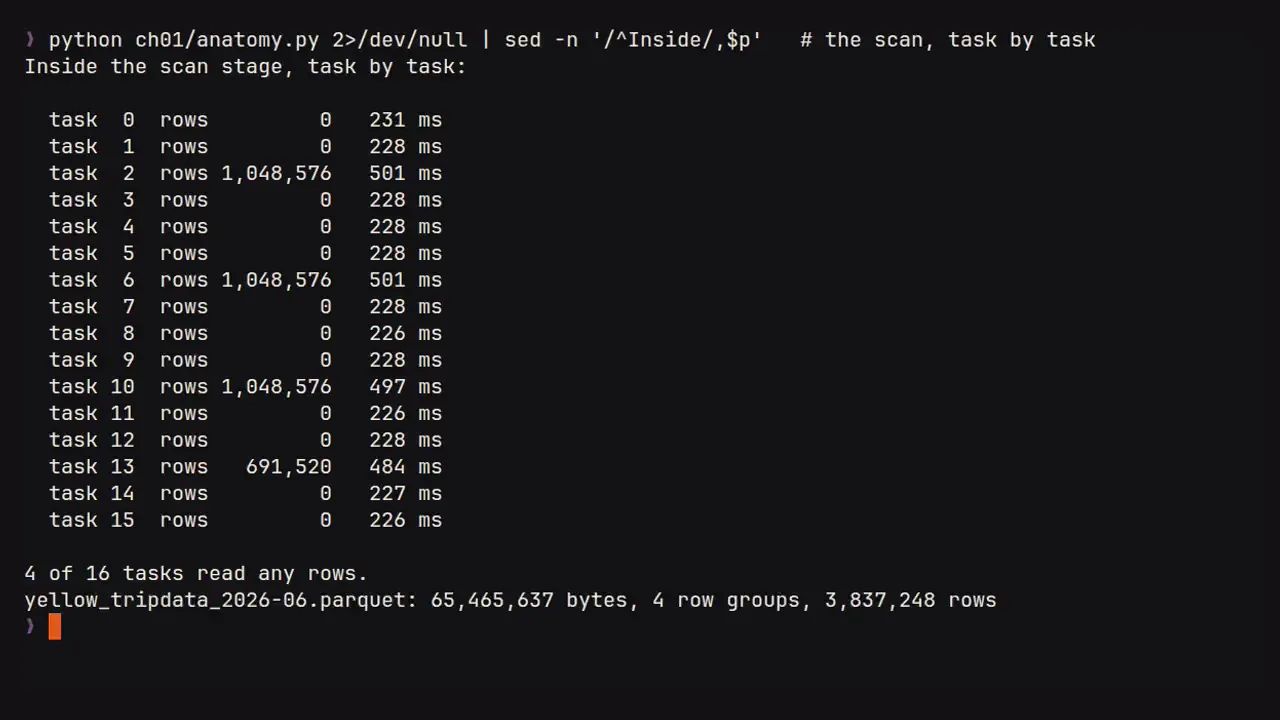 ❯ python ch01/anatomy.py 2>/dev/null | sed -n '/^Inside/,$p'   # the scan, task by task
Inside the scan stage, task by task:
  task  0  rows         0   231 ms
  task  1  rows         0   228 ms
  task  2  rows 1,048,576   501 ms
  task  3  rows         0   228 ms
  task  4  rows         0   228 ms
  task  5  rows         0   228 ms
  task  6  rows 1,048,576   501 ms
  task  7  rows         0   228 ms
  task  8  rows         0   226 ms
  task  9  rows         0   228 ms
  task 10  rows 1,048,576   497 ms
  task 11  rows         0   226 ms
  task 12  rows         0   228 ms
  task 13  rows   691,520   484 ms
  task 14  rows         0   227 ms
  task 15  rows         0   226 ms
4 of 16 tasks read any rows.
yellow_tripdata_2026-06.parquet: 65,465,637 bytes, 4 row groups, 3,837,248 rows
❯